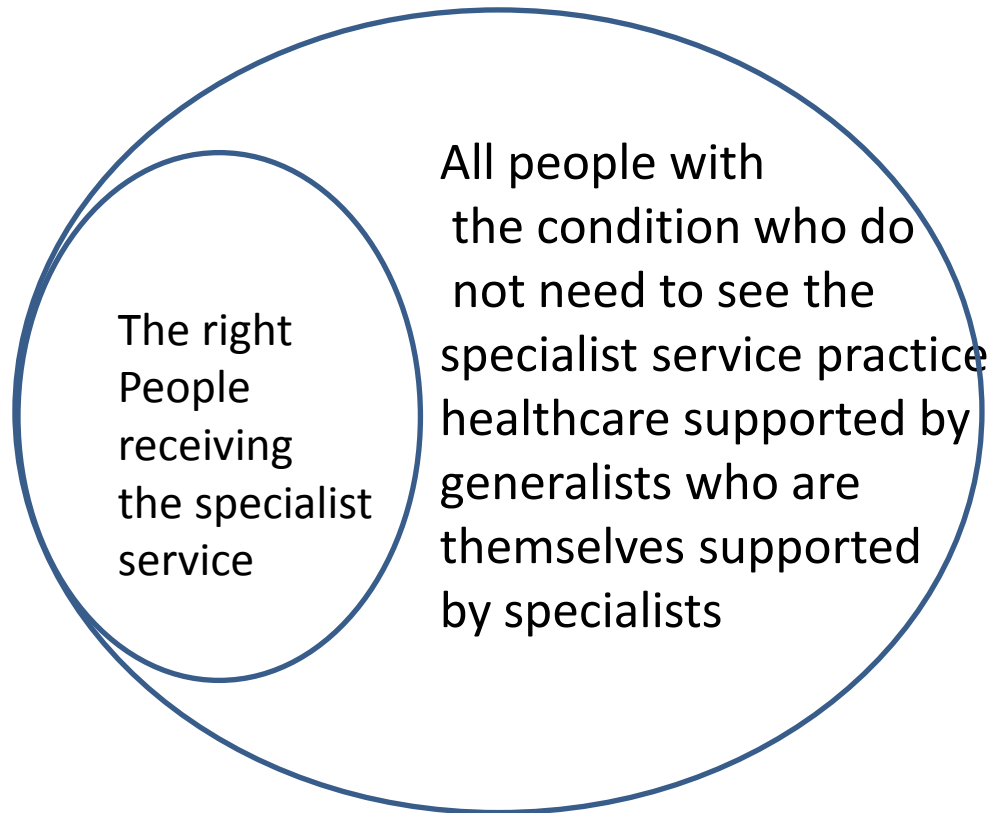 The right
People
receiving
the specialist
service
All people with
the condition who do
not need to see the
specialist service practice
healthcare supported by
generalists who are
themselves supported
by specialists